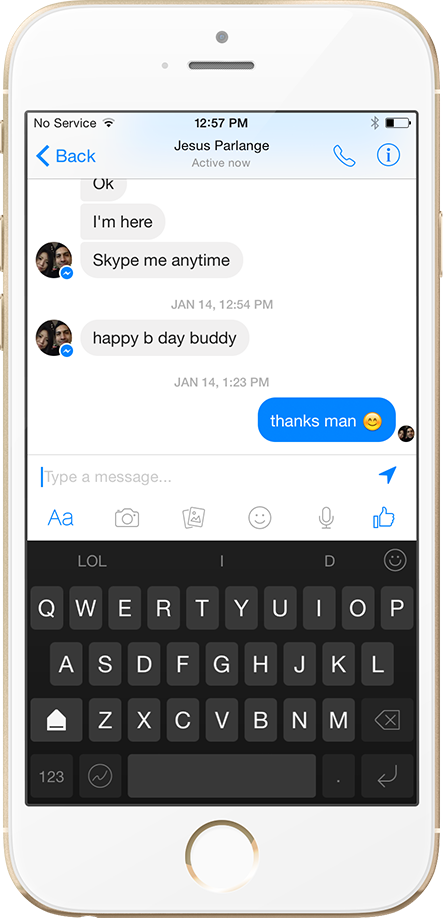 No Service 12:57 PM
Back Jesus Parlange
Active now
Ok
I'm here
Skype me anytime
JAN 14, 12:54 PM
happy b day buddy
JAN 14, 1:23 PM
thanks man 😊
Type a message...
Aa
LOL I D
Q W E R T Y U I O P
A S D F G H J K L
Z X C V B N M
123 .